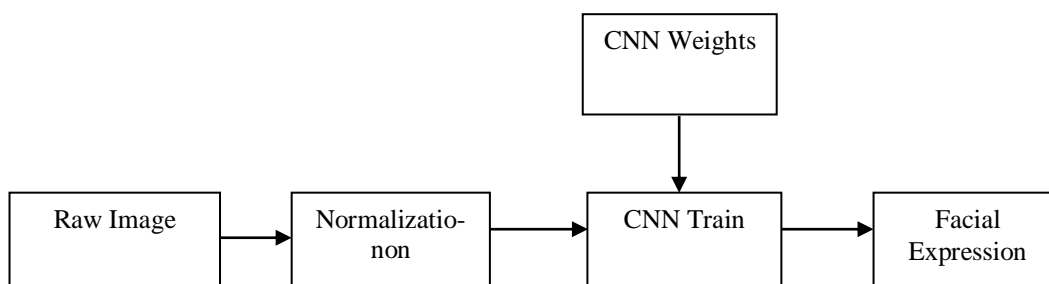 CNN Weights
Raw Image
Normalizatio-
non
CNN Train
Facial
Expression